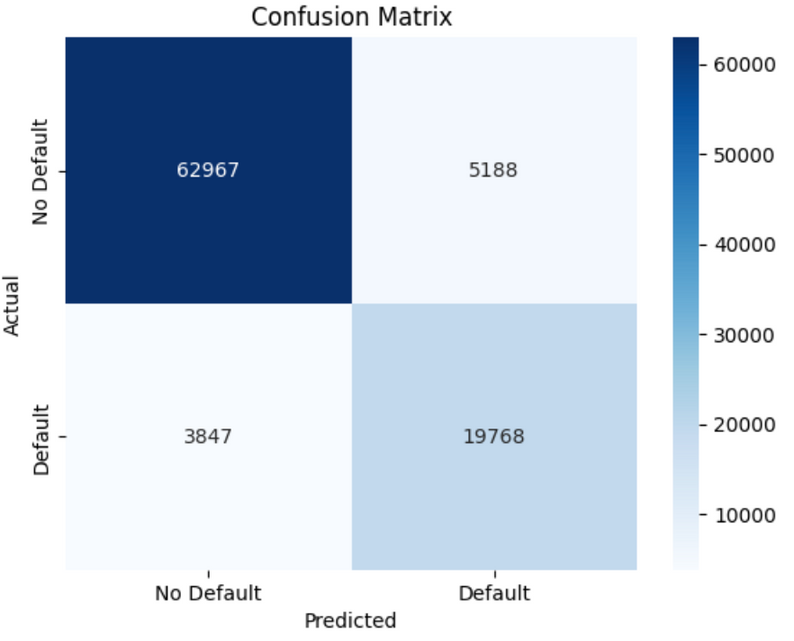 Confusion Matrix
No Default
62967
5188
Actual
Default
3847
19768
No Default
Default
Predicted
60000
50000
40000
30000
20000
10000